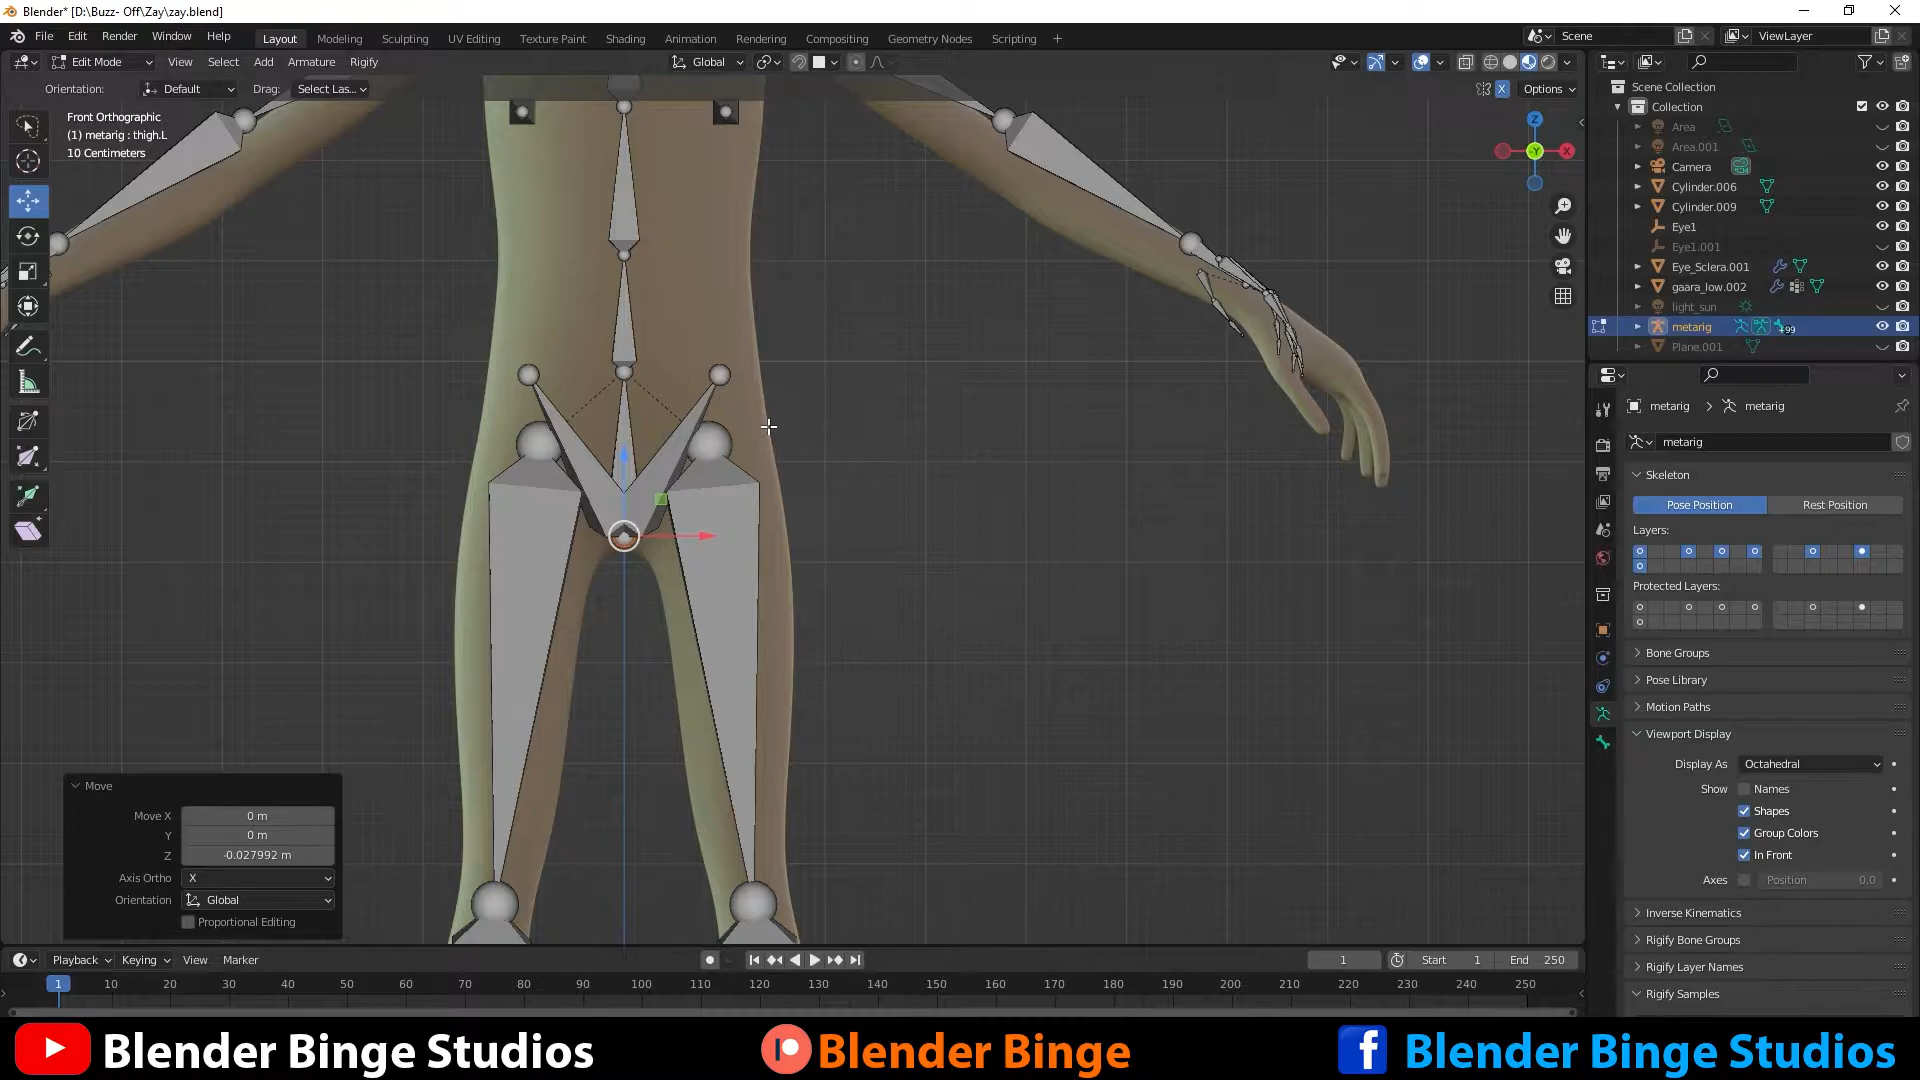 Blender* [D:\Buzz- Off\Zay\zay.blend]
File Edit Render Window Help Layout Modeling Sculpting UV Editing Texture Paint Shading Animation Rendering Compositing Geometry Nodes Scripting + Scene ViewLayer
Edit Mode View Select Add Armature Rigify Global
Orientation: Default Drag: Select Las... X Options
Front Orthographic
(1) metarig : thigh.L
10 Centimeters
Z
-Y X
Scene Collection
Collection
Area
Area.001
Camera
Cylinder.006
Cylinder.009
Eye1
Eye1.001
Eye_Sclera.001
gaara_low.002
light_sun
metarig +99
Plane.001
metarig > metarig
metarig
Skeleton
Pose Position Rest Position
Layers:
Protected Layers:
Bone Groups
Pose Library
Motion Paths
Viewport Display
Display As Octahedral
Show Names
Shapes
Group Colors
In Front
Axes Position 0.0
Inverse Kinematics
Rigify Bone Groups
Rigify Layer Names
Rigify Samples
Move
Move X 0 m
Y 0 m
Z -0.027992 m
Axis Ortho X
Orientation Global
Proportional Editing
Playback Keying View Marker 1 Start 1 End 250
1 10 20 30 40 50 60 70 80 90 100 110 120 130 140 150 160 170 180 190 200 210 220 230 240 250
Blender Binge Studios Blender Binge Blender Binge Studios